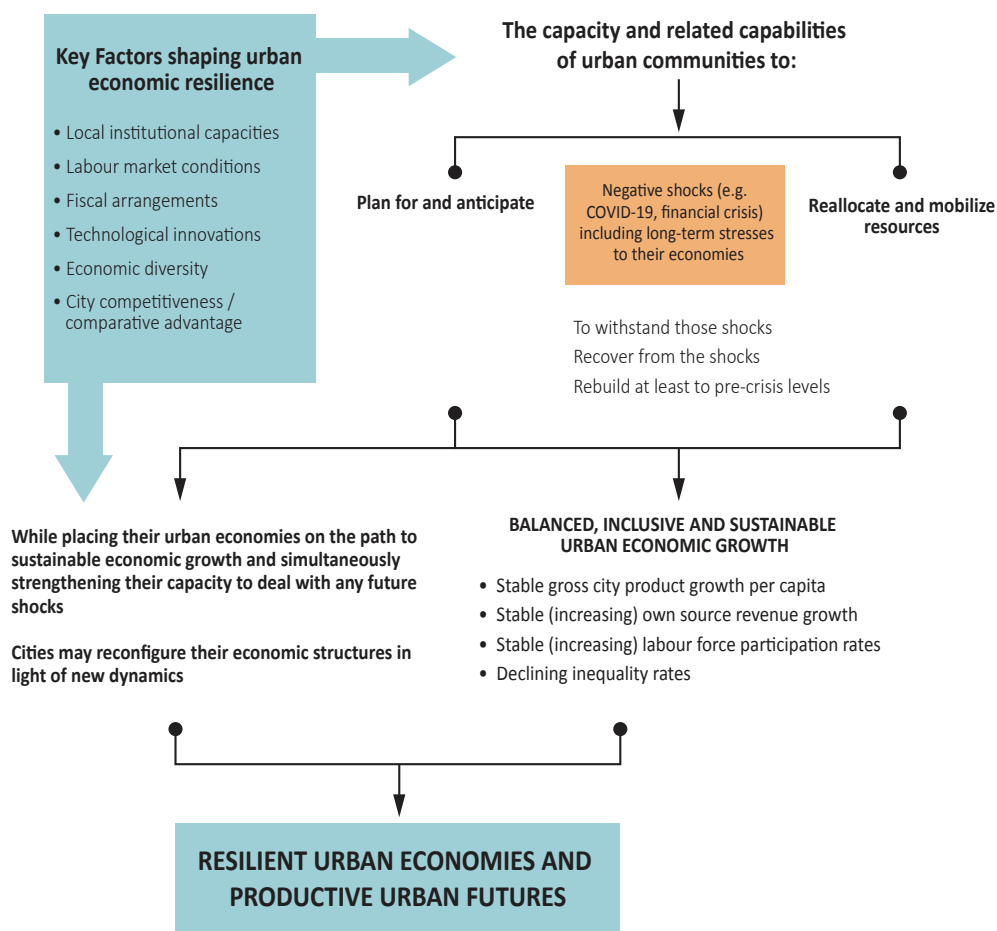 Key Factors shaping urban
economic resilience
• Local institutional capacities
• Labour market conditions
• Fiscal arrangements
• Technological innovations
• Economic diversity
• City competitiveness /
comparative advantage
The capacity and related capabilities
of urban communities to:
Plan for and anticipate
Negative shocks (e.g.
COVID-19, financial crisis)
including long-term stresses
to their economies
Reallocate and mobilize
resources
To withstand those shocks
Recover from the shocks
Rebuild at least to pre-crisis levels
While placing their urban economies on the path to
sustainable economic growth and simultaneously
strengthening their capacity to deal with any future
shocks
Cities may reconfigure their economic structures in
light of new dynamics
BALANCED, INCLUSIVE AND SUSTAINABLE
URBAN ECONOMIC GROWTH
• Stable gross city product growth per capita
• Stable (increasing) own source revenue growth
• Stable (increasing) labour force participation rates
• Declining inequality rates
RESILIENT URBAN ECONOMIES AND
PRODUCTIVE URBAN FUTURES